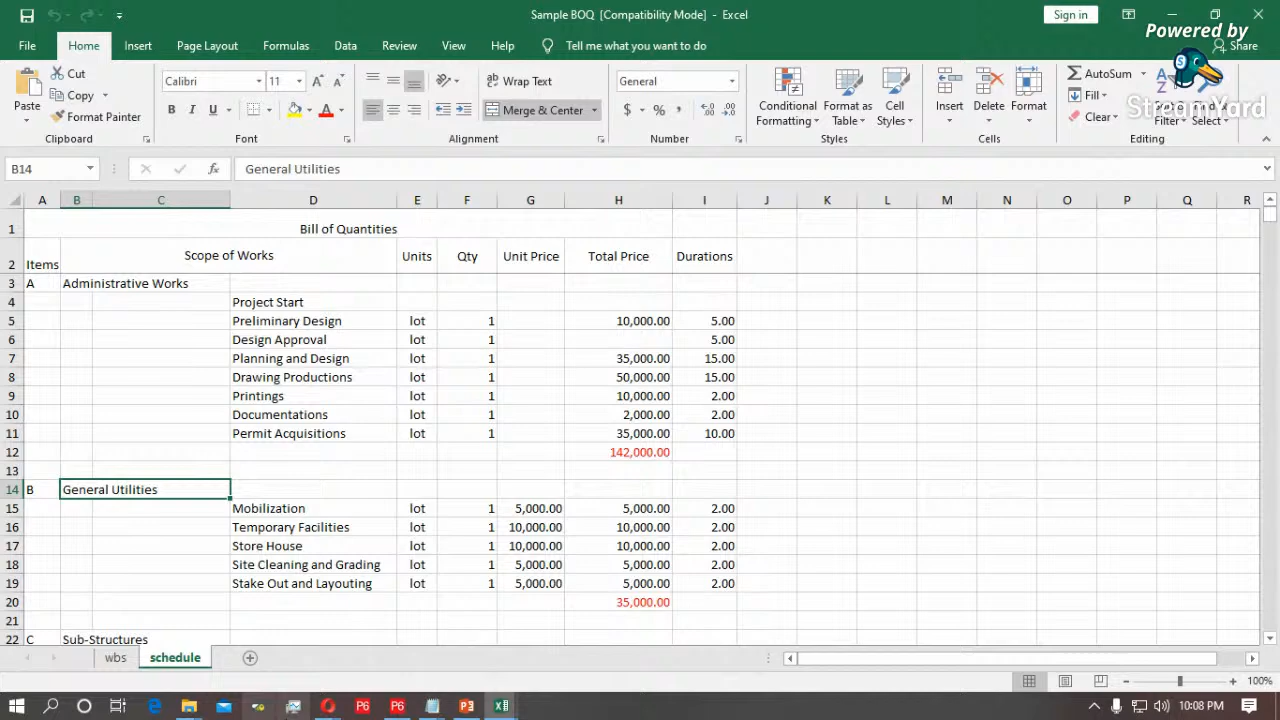 Sample BOQ [Compatibility Mode] - Excel
Sign in
Powered by
StreamYard
File Home Insert Page Layout Formulas Data Review View Help Tell me what you want to do Share
Paste Cut Copy Format Painter Clipboard
Calibri 11 B I U Font
Wrap Text Merge & Center Alignment
General $ % , Number
Conditional Formatting Format as Table Cell Styles Styles
Insert Delete Format Cells
AutoSum Fill Clear Filter Select Editing
B14 fx General Utilities
A B C D E F G H I J K L M N O P Q R
1 Bill of Quantities
2 Items Scope of Works Units Qty Unit Price Total Price Durations
3 A Administrative Works
4 Project Start
5 Preliminary Design lot 1 10,000.00 5.00
6 Design Approval lot 1 5.00
7 Planning and Design lot 1 35,000.00 15.00
8 Drawing Productions lot 1 50,000.00 15.00
9 Printings lot 1 10,000.00 2.00
10 Documentations lot 1 2,000.00 2.00
11 Permit Acquisitions lot 1 35,000.00 10.00
12 142,000.00
13
14 B General Utilities
15 Mobilization lot 1 5,000.00 5,000.00 2.00
16 Temporary Facilities lot 1 10,000.00 10,000.00 2.00
17 Store House lot 1 10,000.00 10,000.00 2.00
18 Site Cleaning and Grading lot 1 5,000.00 5,000.00 2.00
19 Stake Out and Layouting lot 1 5,000.00 5,000.00 2.00
20 35,000.00
21
22 C Sub-Structures
wbs schedule
100%
P6 P6 10:08 PM